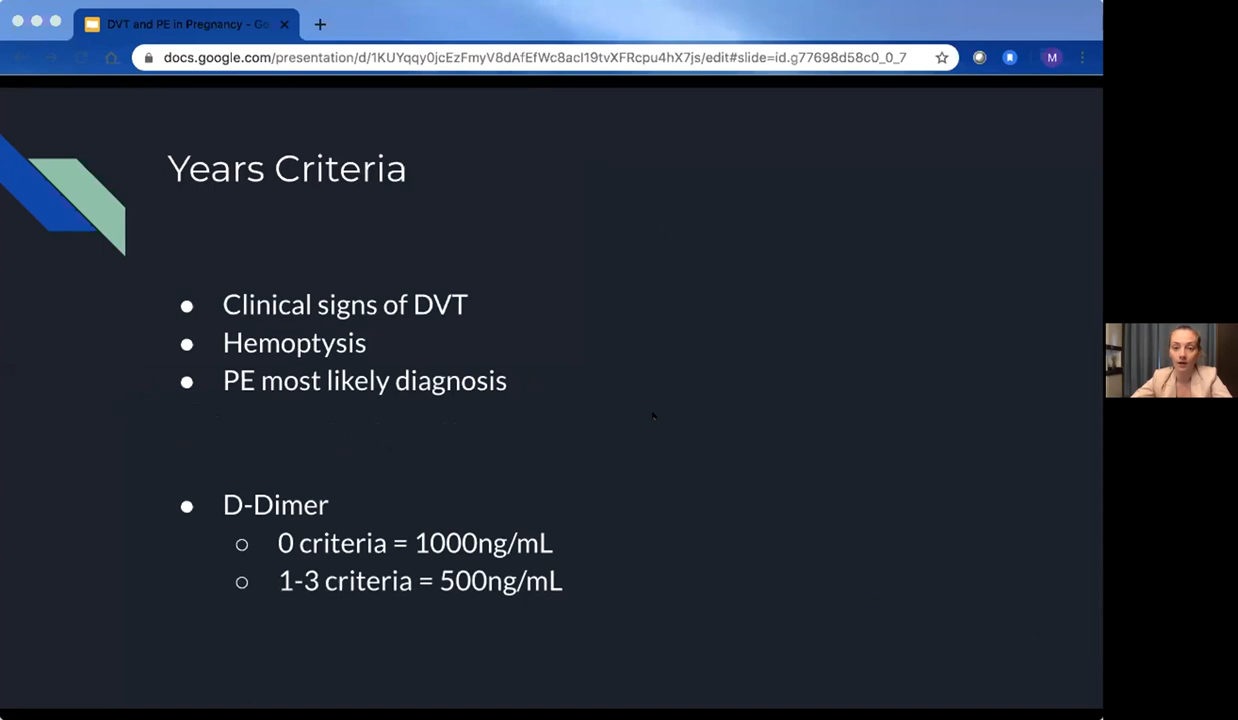 DVT and PE in Pregnancy - Go
docs.google.com/presentation/d/1KUYqqy0jcEzFmyV8dAfEfWc8acI19tvXFRcpu4hX7js/edit#slide=id.g77698d58c0_0_7
M
Years Criteria
Clinical signs of DVT
Hemoptysis
PE most likely diagnosis
D-Dimer
0 criteria = 1000ng/mL
1-3 criteria = 500ng/mL